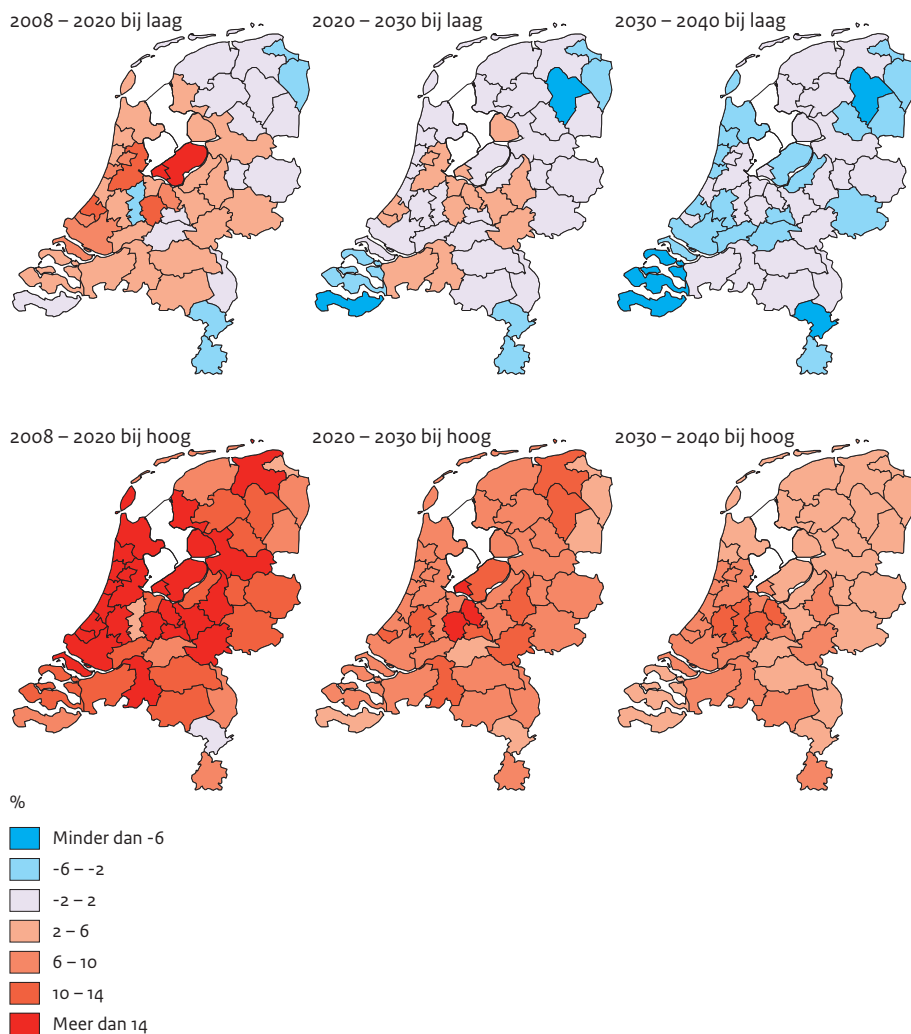 2008 – 2020 bij laag
2020 – 2030 bij laag
2030 – 2040 bij laag
2008 – 2020 bij hoog
2020 – 2030 bij hoog
2030 – 2040 bij hoog
%
Minder dan -6
-6 – -2
-2 – 2
2 – 6
6 – 10
10 – 14
Meer dan 14